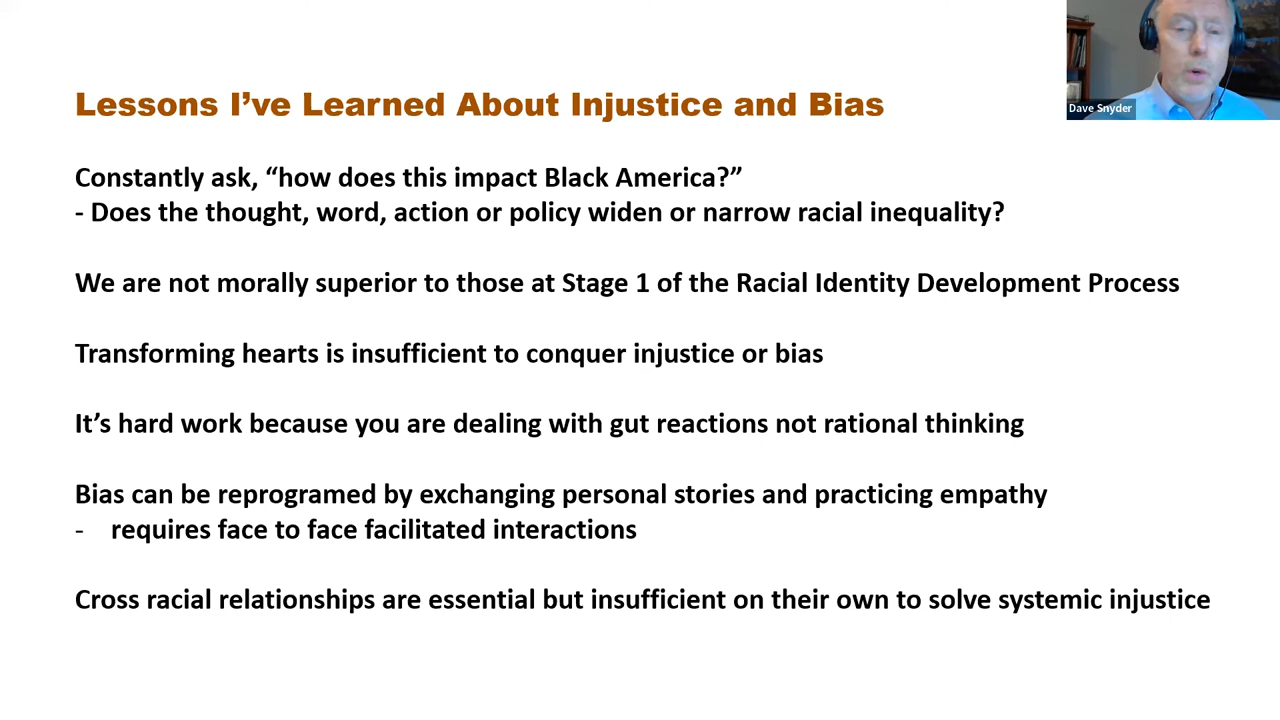 Dave Snyder
Lessons I’ve Learned About Injustice and Bias
Constantly ask, “how does this impact Black America?”
- Does the thought, word, action or policy widen or narrow racial inequality?
We are not morally superior to those at Stage 1 of the Racial Identity Development Process
Transforming hearts is insufficient to conquer injustice or bias
It’s hard work because you are dealing with gut reactions not rational thinking
Bias can be reprogramed by exchanging personal stories and practicing empathy
- requires face to face facilitated interactions
Cross racial relationships are essential but insufficient on their own to solve systemic injustice